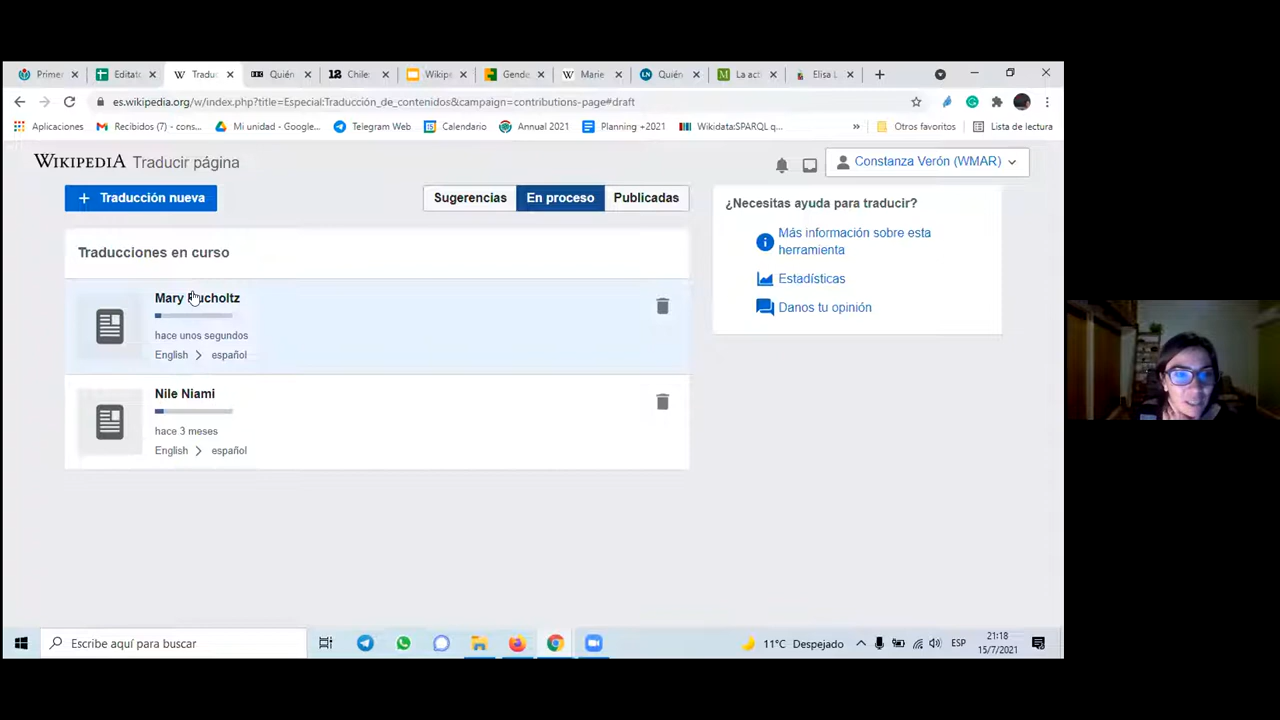 Prime
Editato
Traduc
Quién
Chile
Wikipe
Gende
Marie
Quién
La act
Elisa L
es.wikipedia.org/w/index.php?title=Especial:Traducción_de_contenidos&campaign=contributions-page#draft
Aplicaciones
Recibidos (7) - cons...
Mi unidad - Google...
Telegram Web
Calendario
Annual 2021
Planning +2021
Wikidata:SPARQL q...
»
Otros favoritos
Lista de lectura
WIKIPEDIA Traducir página
Constanza Verón (WMAR)
+ Traducción nueva
Sugerencias
En proceso
Publicadas
Traducciones en curso
Mary Bucholtz
hace unos segundos
English > español
Nile Niami
hace 3 meses
English > español
¿Necesitas ayuda para traducir?
Más información sobre esta
herramienta
Estadísticas
Danos tu opinión
Escribe aquí para buscar
11°C Despejado
ESP
21:18
15/7/2021